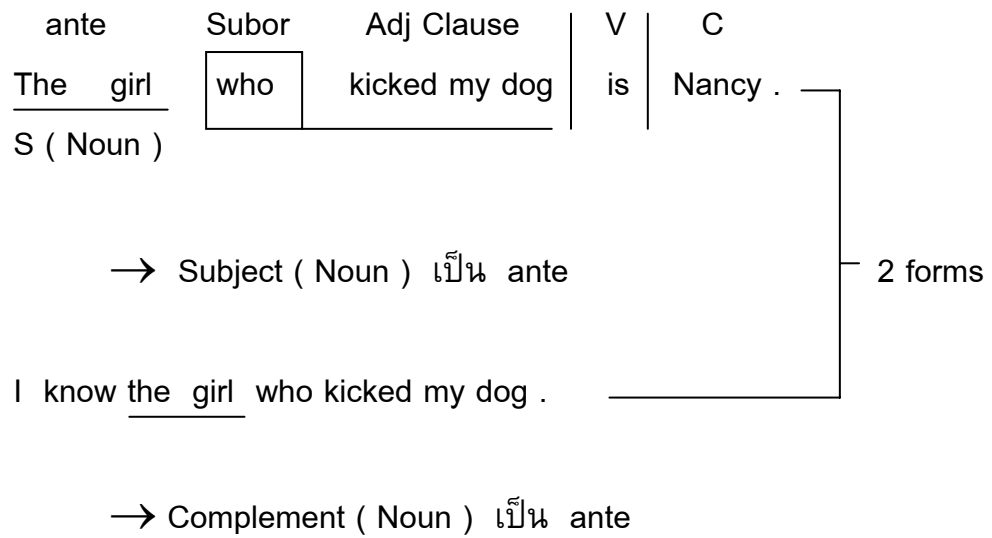 ante Subor Adj Clause V C
The girl who kicked my dog is Nancy .
S ( Noun )
→ Subject ( Noun ) เป็น ante
2 forms
I know the girl who kicked my dog .
→ Complement ( Noun ) เป็น ante